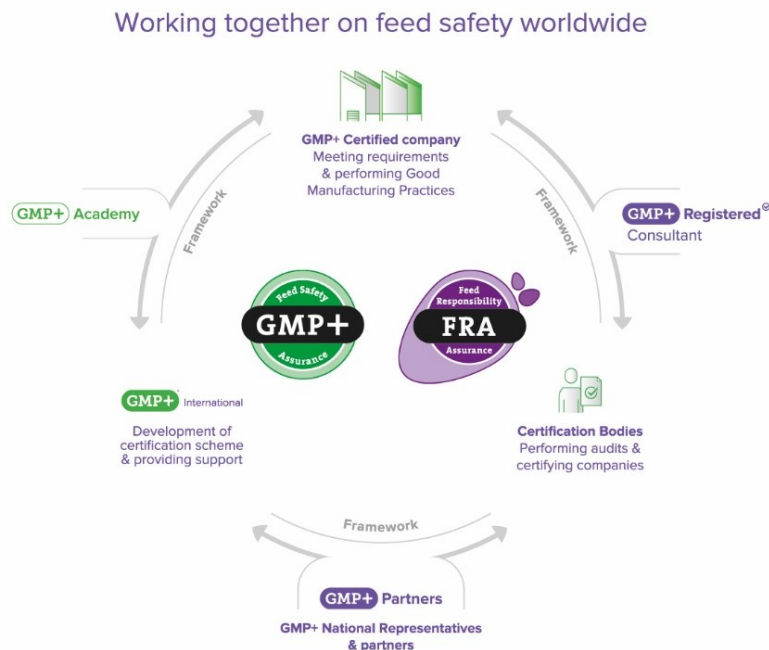 Working together on feed safety worldwide
GMP+ Certified company
Meeting requirements
& performing Good
Manufacturing Practices
Framework
Framework
GMP+ Academy
GMP+ Registered
Consultant
Feed Safety
GMP+
Assurance
Feed
Responsibility
FRA
Assurance
GMP+ International
Development of
certification scheme
& providing support
Certification Bodies
Performing audits &
certifying companies
Framework
GMP+ Partners
GMP+ National Representatives
& partners